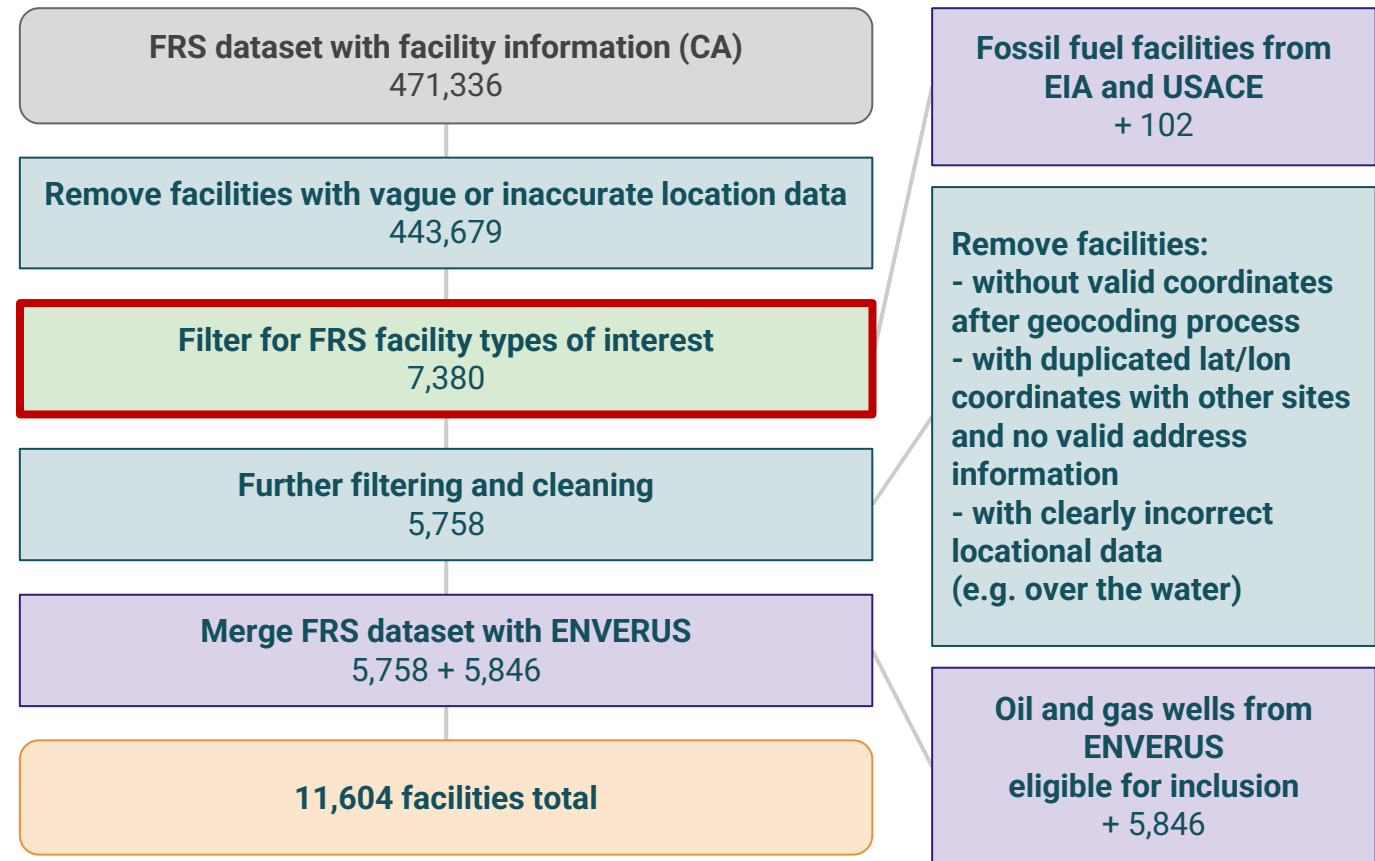 FRS dataset with facility information (CA)
471,336
Remove facilities with vague or inaccurate location data
443,679
Filter for FRS facility types of interest
7,380
Further filtering and cleaning
5,758
Merge FRS dataset with ENVERUS
5,758 + 5,846
11,604 facilities total
Fossil fuel facilities from
EIA and USACE
+ 102
Remove facilities:
- without valid coordinates
after geocoding process
- with duplicated lat/lon
coordinates with other sites
and no valid address
information
- with clearly incorrect
locational data
(e.g. over the water)
Oil and gas wells from
ENVERUS
eligible for inclusion
+ 5,846